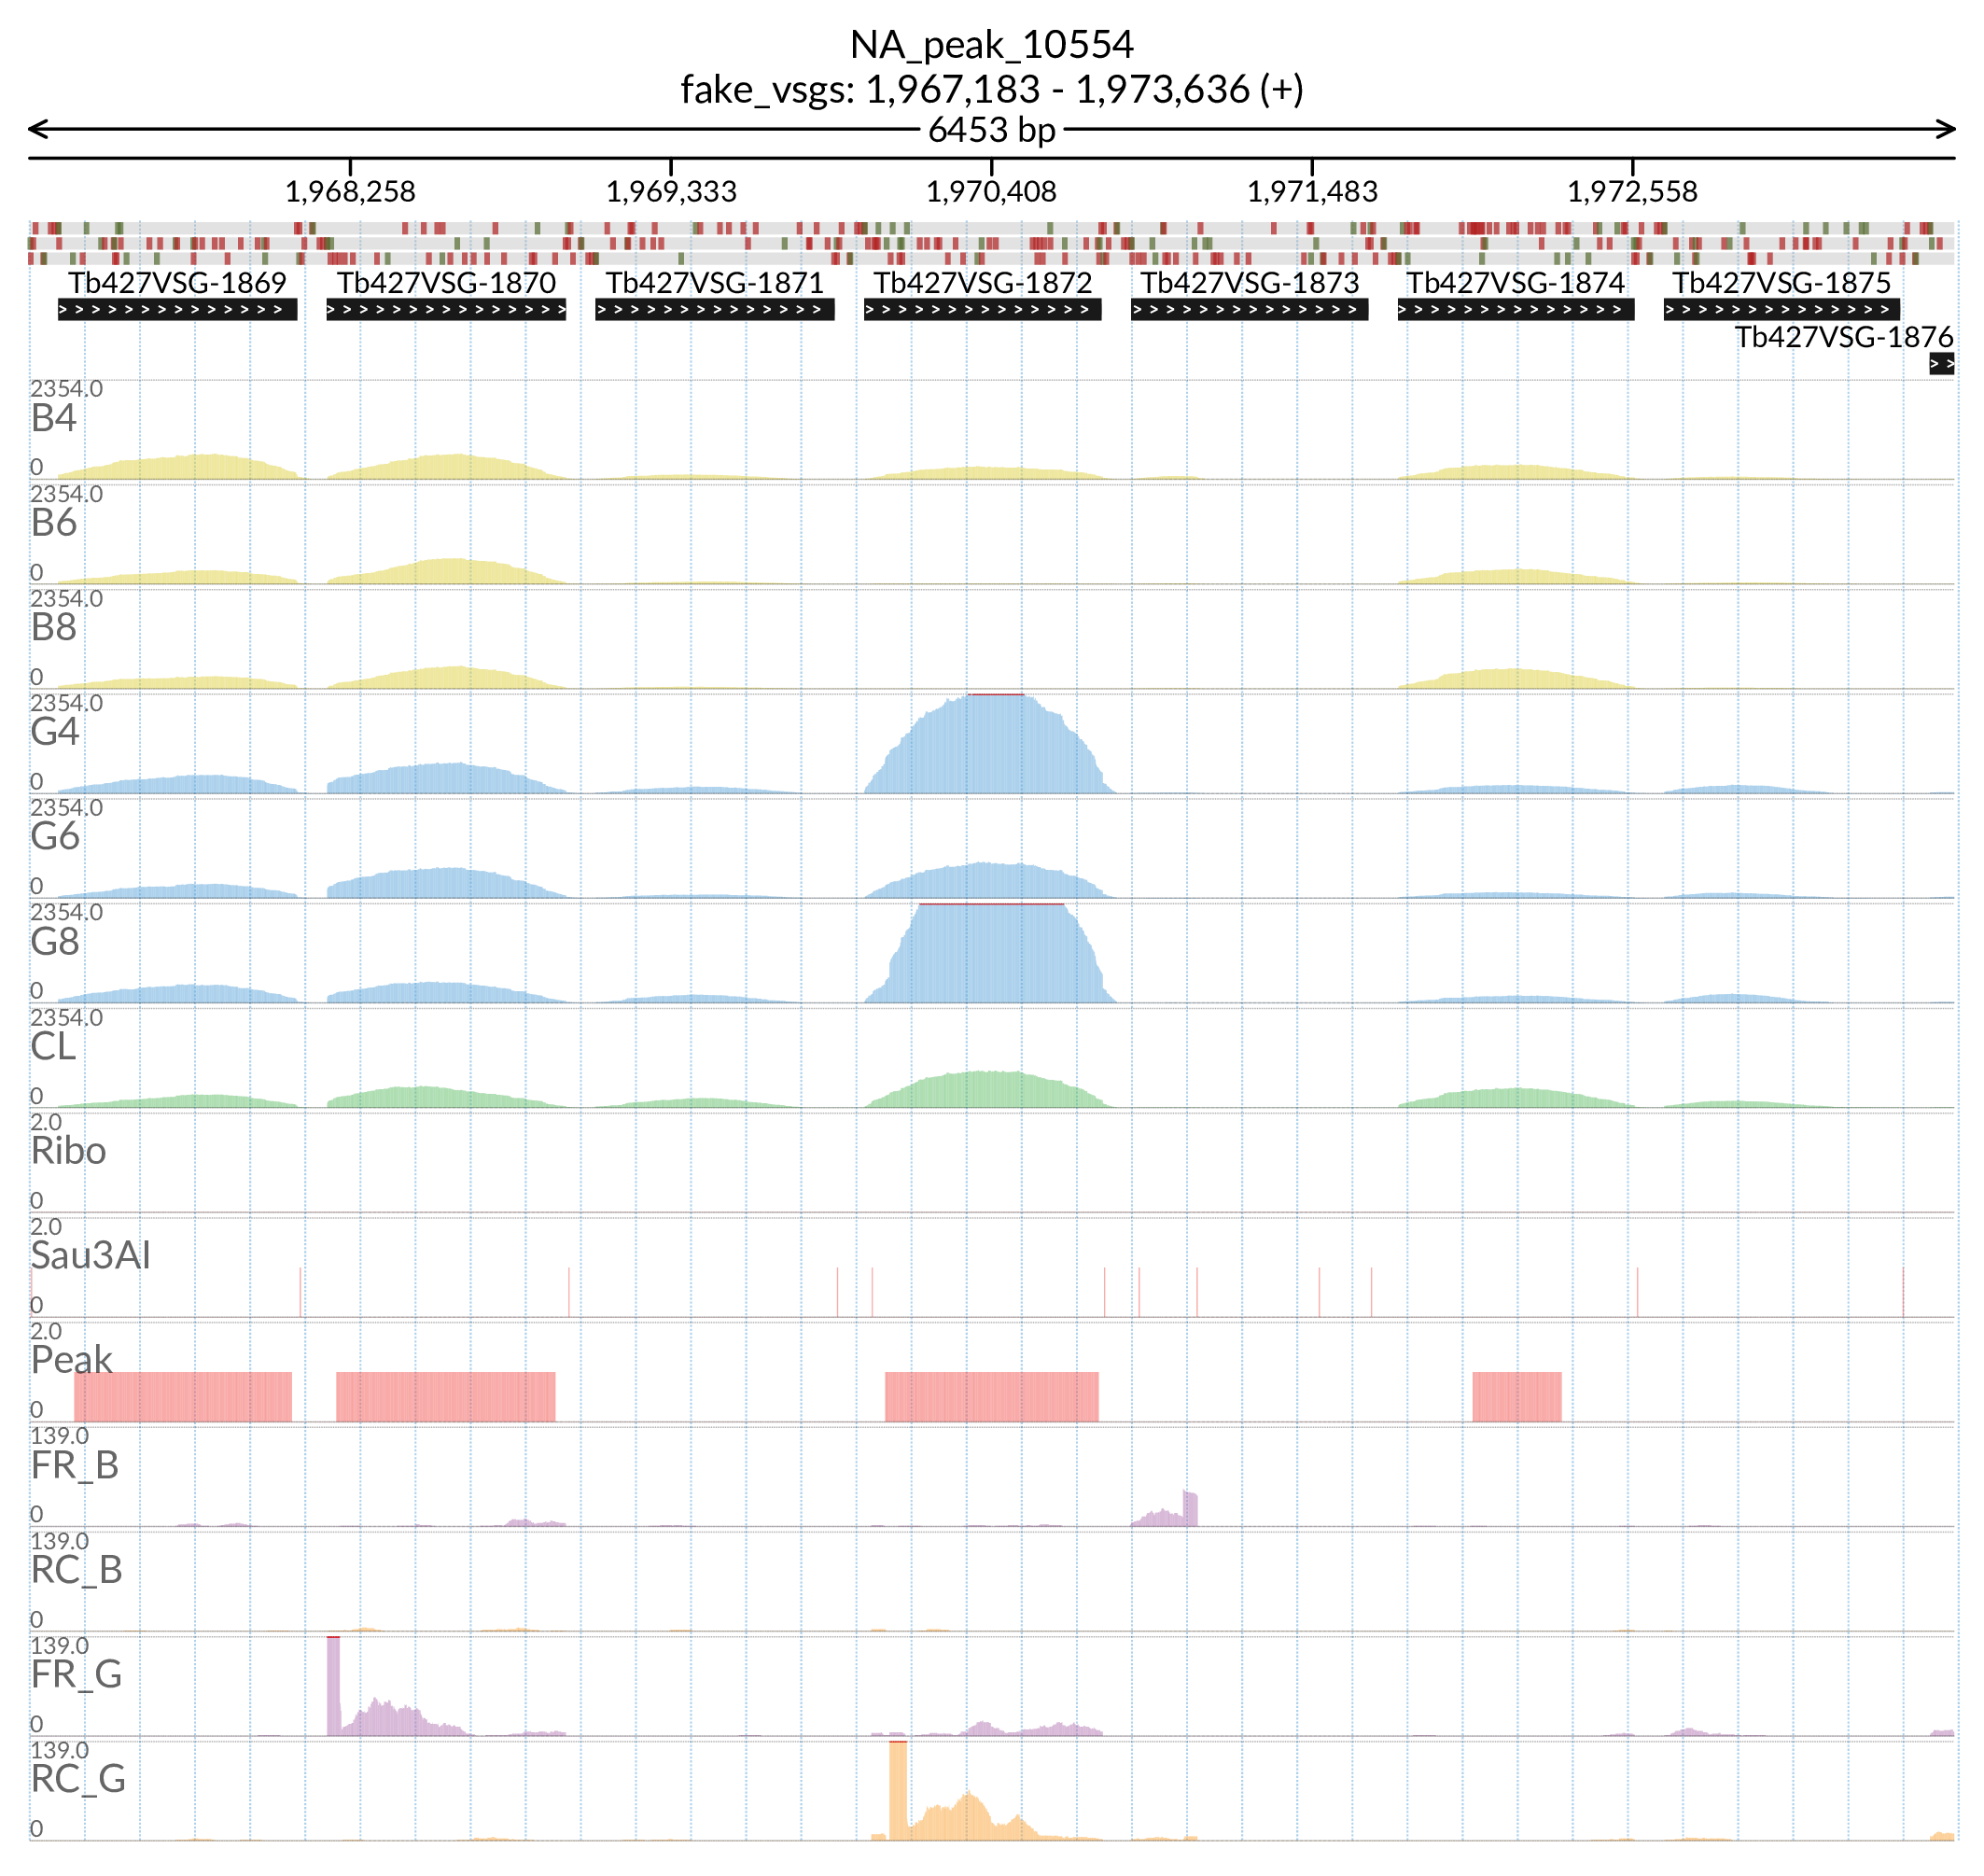 NA_peak_10554
fake_vsgs: 1,967,183 - 1,973,636 (+)
6453 bp
1,968,258 1,969,333 1,970,408 1,971,483 1,972,558
Tb427VSG-1869 Tb427VSG-1870 Tb427VSG-1871 Tb427VSG-1872 Tb427VSG-1873 Tb427VSG-1874 Tb427VSG-1875
Tb427VSG-1876
2354.0
B4
0
2354.0
B6
0
2354.0
B8
0
2354.0
G4
0
2354.0
G6
0
2354.0
G8
0
2354.0
CL
0
2.0
Ribo
0
2.0
Sau3AI
0
2.0
Peak
0
139.0
FR_B
0
139.0
RC_B
0
139.0
FR_G
0
139.0
RC_G
0